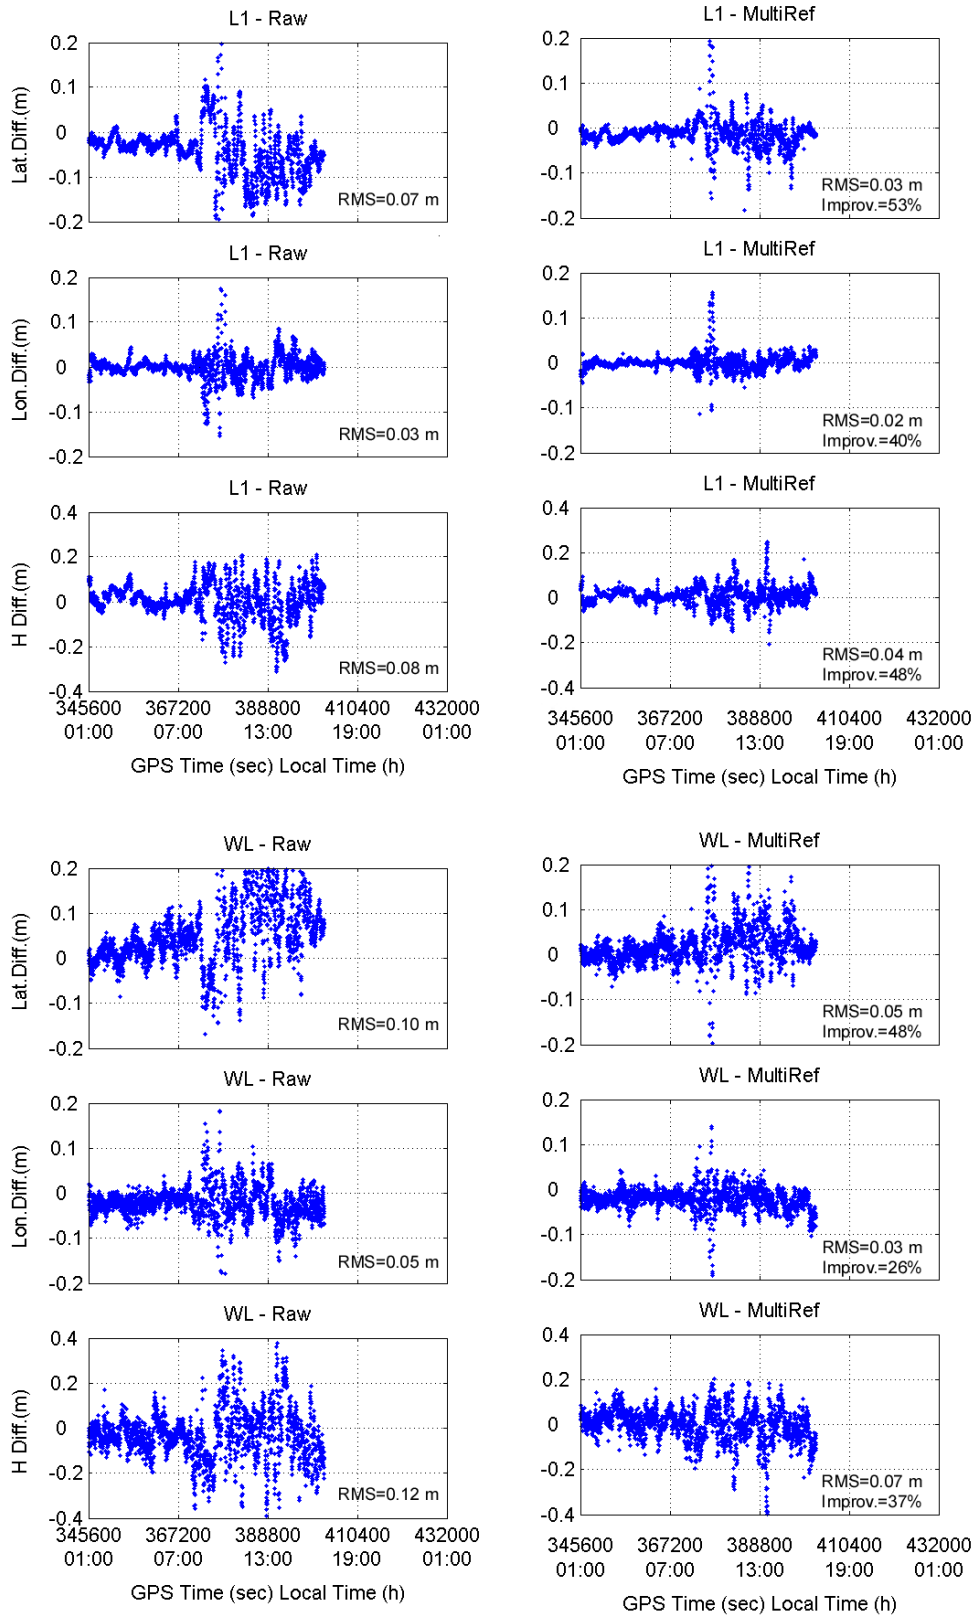 L1 - Raw
0.2
0.1
0
-0.1
-0.2
Lat.Diff.(m)
RMS=0.07 m
L1 - MultiRef
0.2
0.1
0
-0.1
-0.2
RMS=0.03 m
Improv.=53%
L1 - Raw
0.2
0.1
0
-0.1
-0.2
Lon.Diff.(m)
RMS=0.03 m
L1 - MultiRef
0.2
0.1
0
-0.1
-0.2
RMS=0.02 m
Improv.=40%
L1 - Raw
0.4
0.2
0
-0.2
-0.4
H Diff.(m)
RMS=0.08 m
345600 367200 388800 410400 432000
01:00 07:00 13:00 19:00 01:00
GPS Time (sec) Local Time (h)
L1 - MultiRef
0.4
0.2
0
-0.2
-0.4
RMS=0.04 m
Improv.=48%
345600 367200 388800 410400 432000
01:00 07:00 13:00 19:00 01:00
GPS Time (sec) Local Time (h)
WL - Raw
0.2
0.1
0
-0.1
-0.2
Lat.Diff.(m)
RMS=0.10 m
WL - MultiRef
0.2
0.1
0
-0.1
-0.2
RMS=0.05 m
Improv.=48%
WL - Raw
0.2
0.1
0
-0.1
-0.2
Lon.Diff.(m)
RMS=0.05 m
WL - MultiRef
0.2
0.1
0
-0.1
-0.2
RMS=0.03 m
Improv.=26%
WL - Raw
0.4
0.2
0
-0.2
-0.4
H Diff.(m)
RMS=0.12 m
345600 367200 388800 410400 432000
01:00 07:00 13:00 19:00 01:00
GPS Time (sec) Local Time (h)
WL - MultiRef
0.4
0.2
0
-0.2
-0.4
RMS=0.07 m
Improv.=37%
345600 367200 388800 410400 432000
01:00 07:00 13:00 19:00 01:00
GPS Time (sec) Local Time (h)